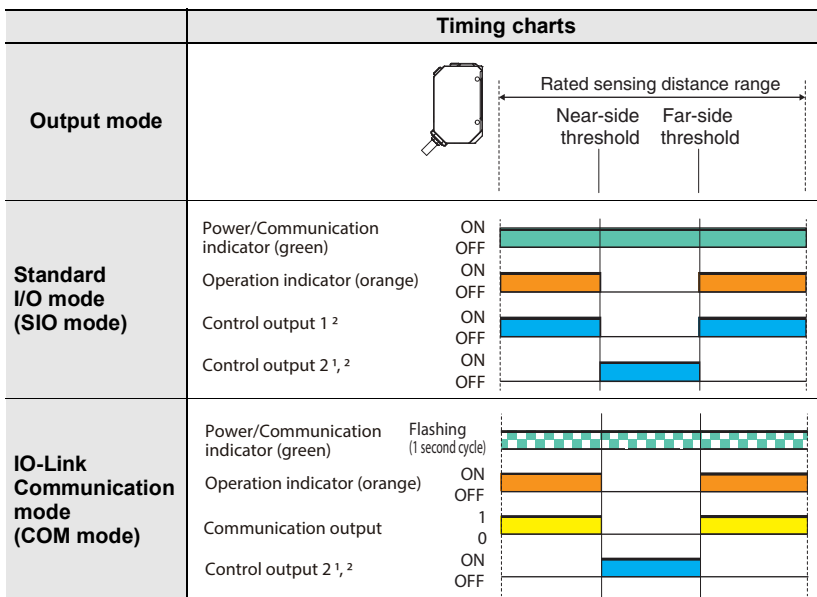 Timing charts
Output mode
Rated sensing distance range
Near-side threshold
Far-side threshold
Standard
I/O mode
(SIO mode)
Power/Communication
indicator (green)
ON
OFF
Operation indicator (orange)
ON
OFF
Control output 1 ²
ON
OFF
Control output 2 ¹, ²
ON
OFF
IO-Link
Communication
mode
(COM mode)
Power/Communication
indicator (green)
Flashing
(1 second cycle)
Operation indicator (orange)
ON
OFF
Communication output
1
0
Control output 2 ¹, ²
ON
OFF